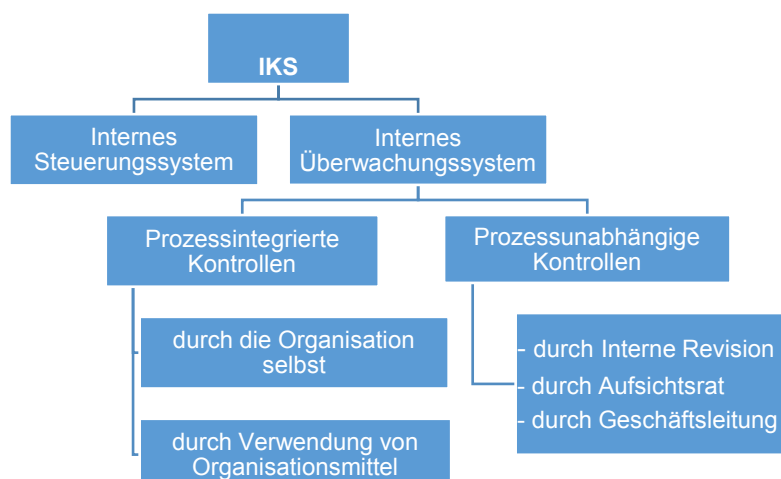 IKS
Internes
Steuerungssystem
Internes
Überwachungssystem
Prozessintegrierte
Kontrollen
Prozessunabhängige
Kontrollen
durch die Organisation
selbst
durch Verwendung von
Organisationsmittel
- durch Interne Revision
- durch Aufsichtsrat
- durch Geschäftsleitung